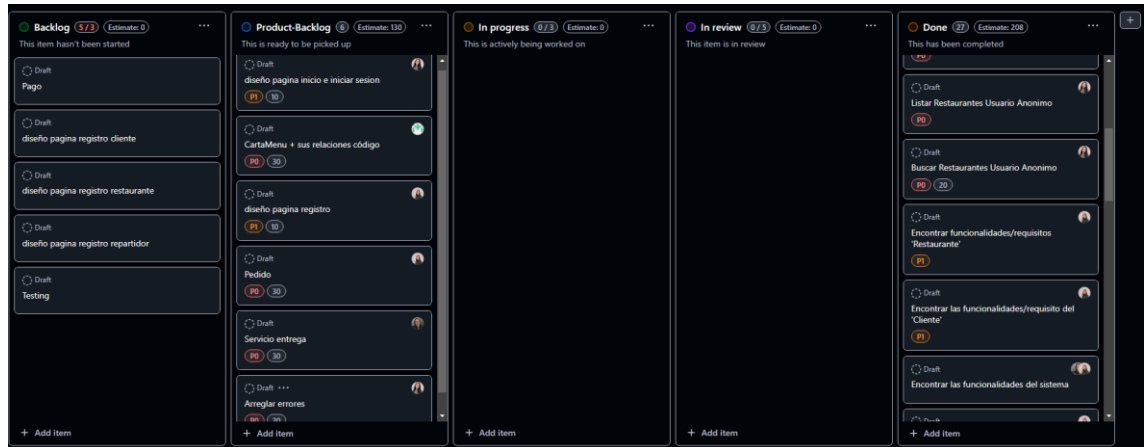 Backlog 5 / 3 Estimate: 0 ...
This item hasn't been started
Draft
Pago
Draft
diseño pagina registro cliente
Draft
diseño pagina registro restaurante
Draft
diseño pagina registro repartidor
Draft
Testing
+ Add item
Product-Backlog 6 Estimate: 130 ...
This is ready to be picked up
Draft
diseño pagina inicio e iniciar sesion
P1 10
Draft
CartaMenu + sus relaciones código
P0 30
Draft
diseño pagina registro
P1 10
Draft
Pedido
P0 30
Draft
Servicio entrega
P0 30
Draft ...
Arreglar errores
P0 20
+ Add item
In progress 0 / 3 Estimate: 0 ...
This is actively being worked on
+ Add item
In review 0 / 5 Estimate: 0 ...
This item is in review
+ Add item
Done 27 Estimate: 208 ...
This has been completed
P0
Draft
Listar Restaurantes Usuario Anonimo
P0
Draft
Buscar Restaurantes Usuario Anonimo
P0 20
Draft
Encontrar funcionalidades/requisitos
'Restaurante'
P1
Draft
Encontrar las funcionalidades/requisito del
'Cliente'
P1
Draft
Encontrar las funcionalidades del sistema
Draft
+ Add item
+